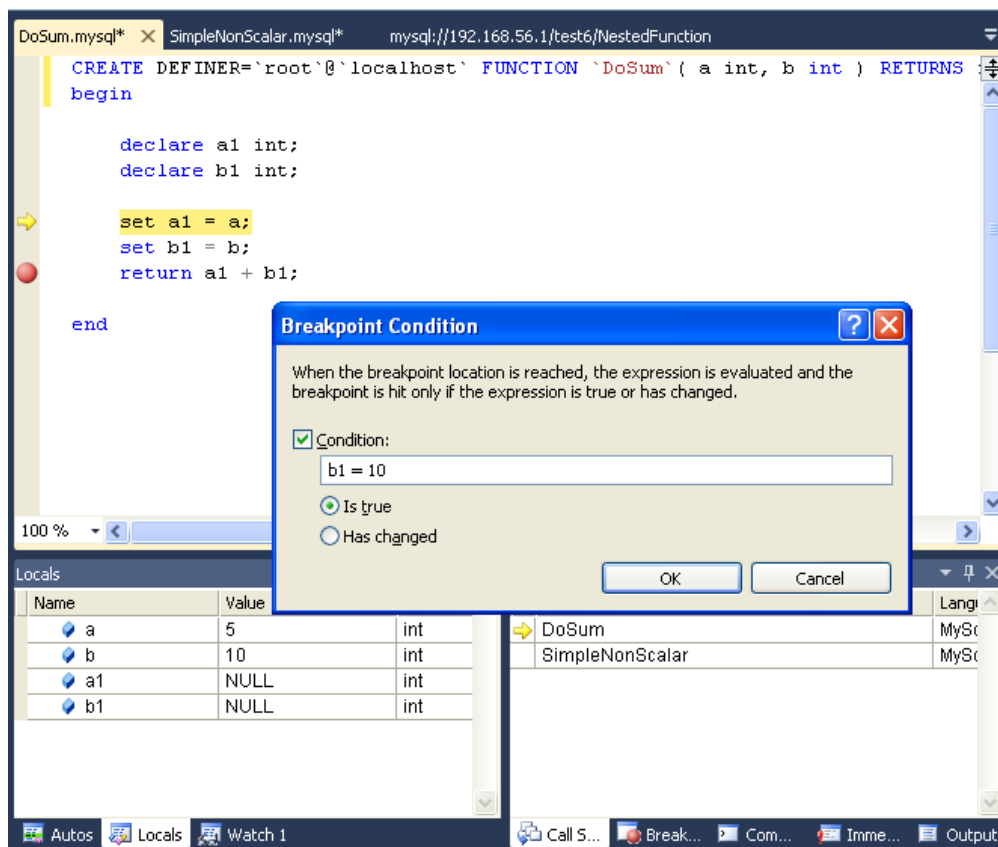 DoSum.mysql* SimpleNonScalar.mysql* mysql://192.168.56.1/test6/NestedFunction
CREATE DEFINER=`root`@`localhost` FUNCTION `DoSum`( a int, b int ) RETURNS
begin
declare a1 int;
declare b1 int;
set a1 = a;
set b1 = b;
return a1 + b1;
end
Breakpoint Condition
When the breakpoint location is reached, the expression is evaluated and the
breakpoint is hit only if the expression is true or has changed.
Condition:
b1 = 10
Is true
Has changed
OK Cancel
100 %
Locals
Name Value
a 5 int
b 10 int
a1 NULL int
b1 NULL int
Langu
DoSum MySQ
SimpleNonScalar MySQ
Autos Locals Watch 1
Call S... Break... Com... Imme... Output